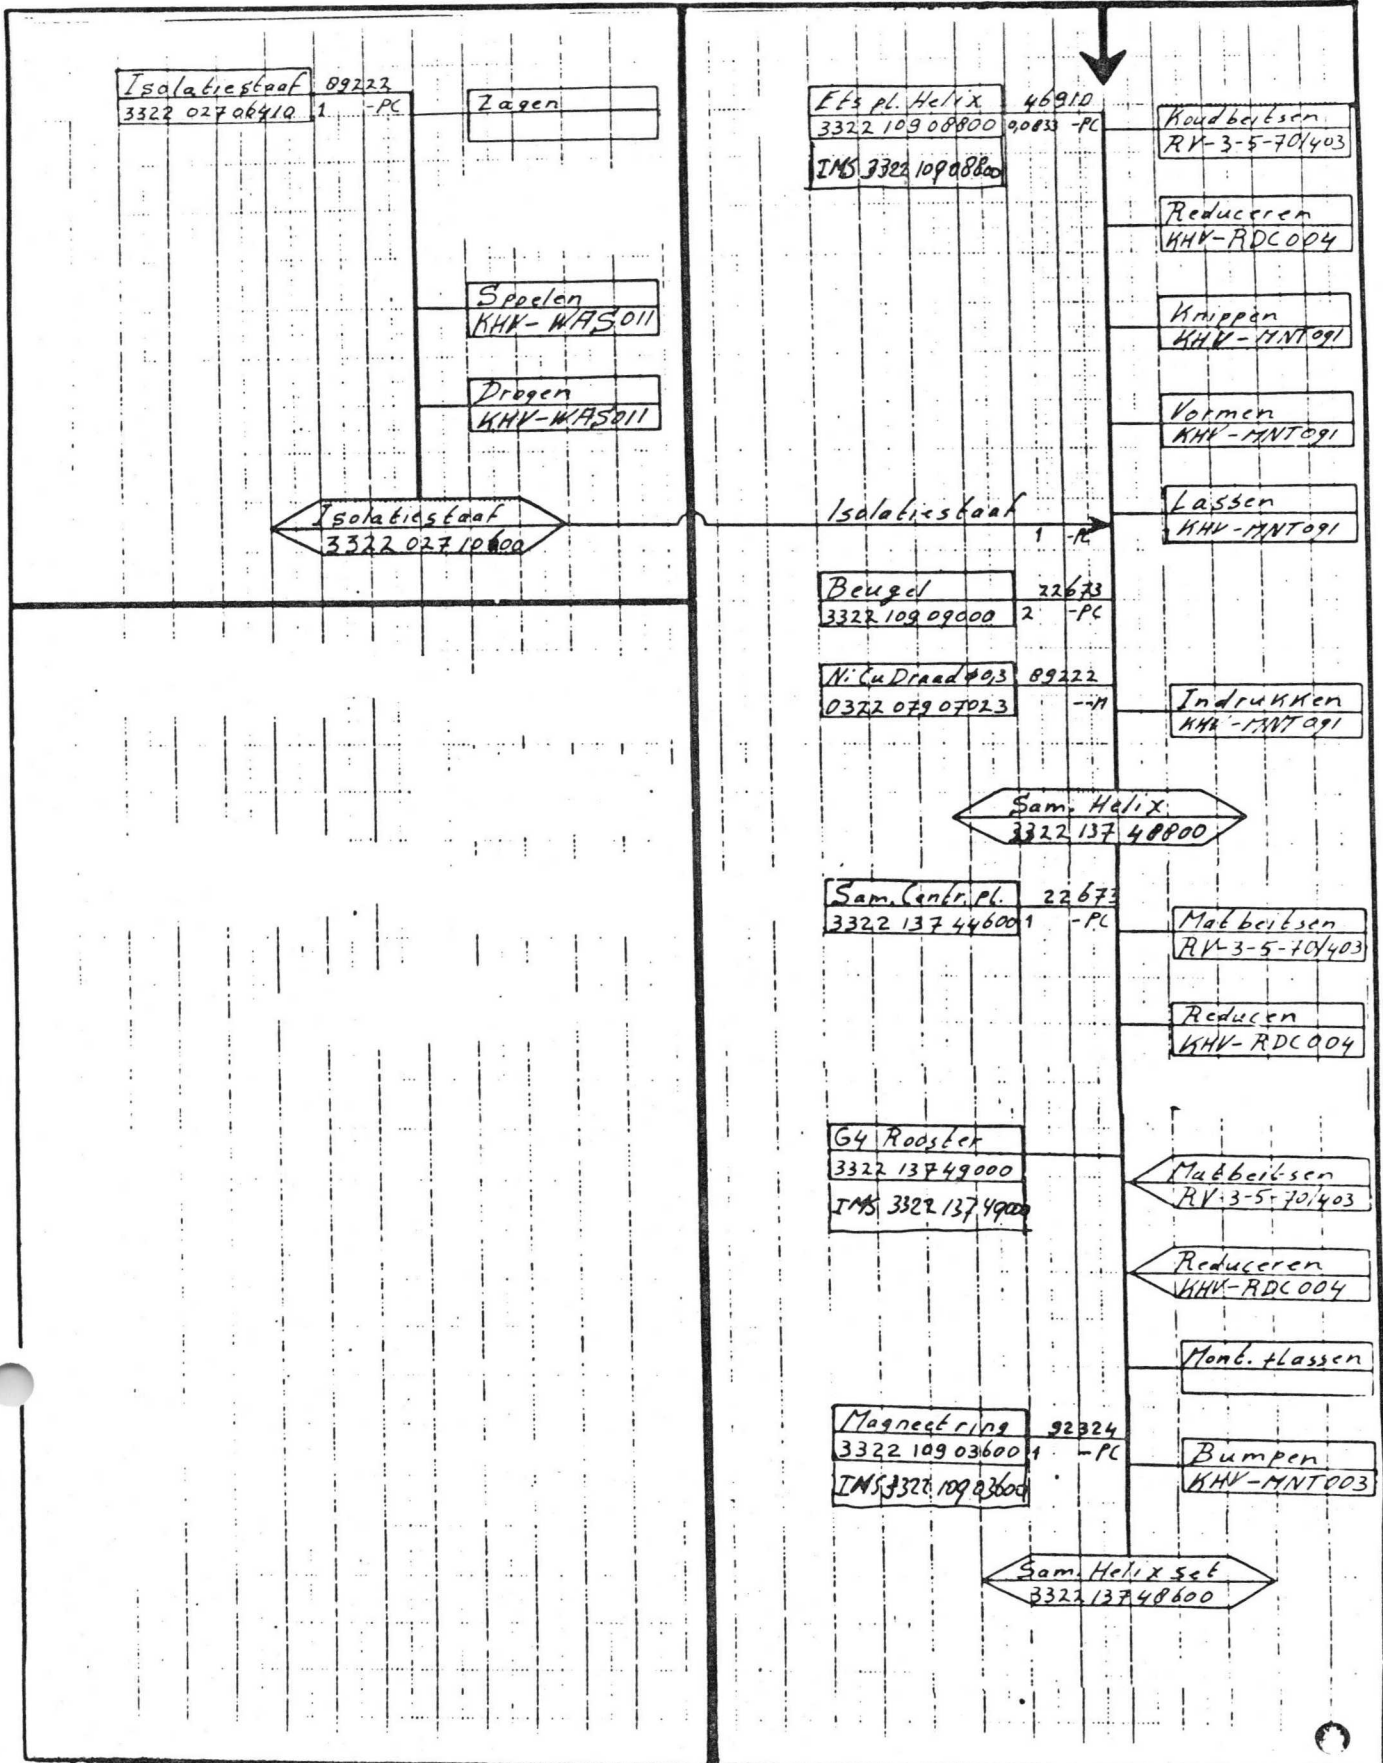 Isolatiestaaf 89222
3322 027 06410 1 -PC
Zagen
Spoelen
KHV-WAS011
Drogen
KHV-WAS011
Isolatiestaaf
3322 027 10600
Ets pl. Helix 46910
3322 109 08800 0,0833 -PC
IMS 3322 109 08800
Koudbeitsen
RV-3-5-70/403
Reduceren
KHV-RDC004
Knippen
KHV-MNT091
Vormen
KHV-MNT091
Isolatiestaaf
1 -PC
Lassen
KHV-MNT091
Beugel 22673
3322 109 09000 2 -PC
NiCu Draad ø0,3 89222
0322 079 07023 --M
Indrukken
KHV-MNT091
Sam. Helix
3322 137 48800
Sam. Centr. pl. 22673
3322 137 44600 1 -PC
Matbeitsen
RV-3-5-70/403
Reducen
KHV-RDC004
G4 Rooster
3322 137 49000
IMS 3322 137 49000
Matbeitsen
RV-3-5-70/403
Reduceren
KHV-RDC004
Mont. +lassen
Magneetring 92324
3322 109 03600 1 -PC
IMS 3322 109 03600
Bumpen
KHV-MNT003
Sam. Helix set
3322 137 48600